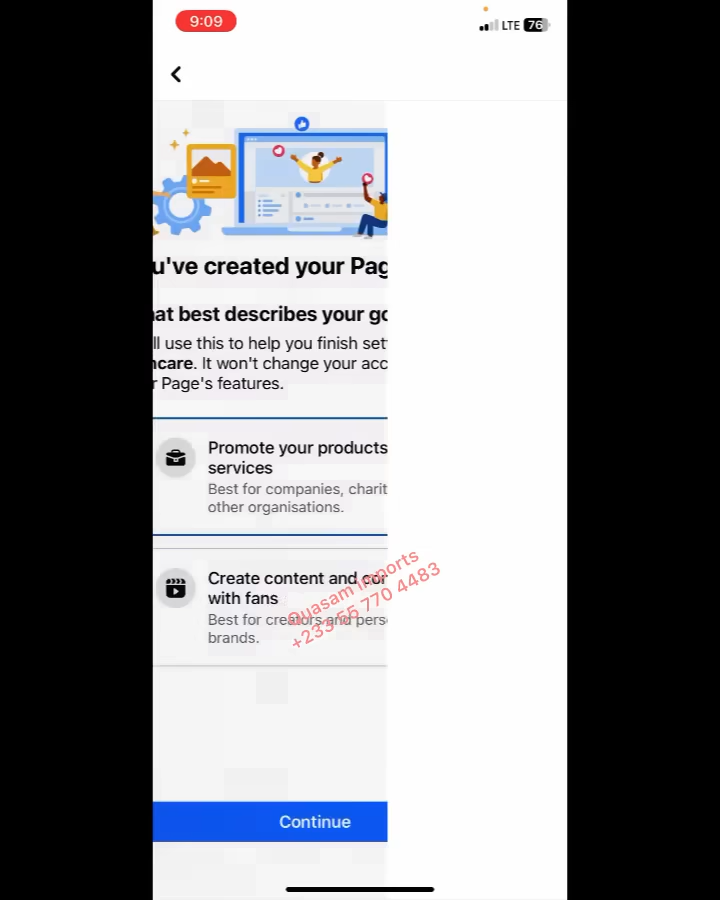 9:09
LTE 76
u've created your Pag
at best describes your go
ll use this to help you finish set
ncare. It won't change your acc
r Page's features.
Promote your products
services
Best for companies, charit
other organisations.
Create content and con
with fans
Best for creators and pers
brands.
Quasam Imports
+233 55 770 4483
Continue